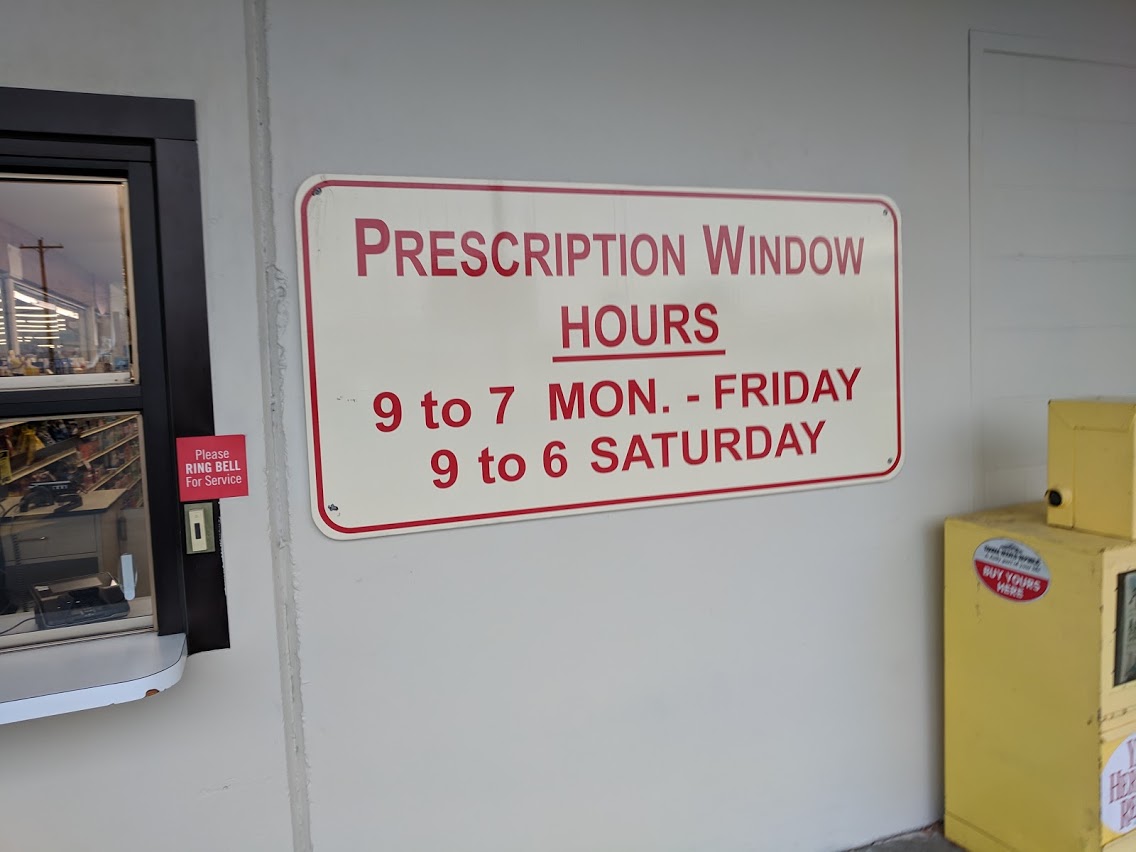 PRESCRIPTION WINDOW
HOURS
9 to 7 MON. - FRIDAY
9 to 6 SATURDAY
Please
RING BELL
For Service
BUY YOURS
HERE